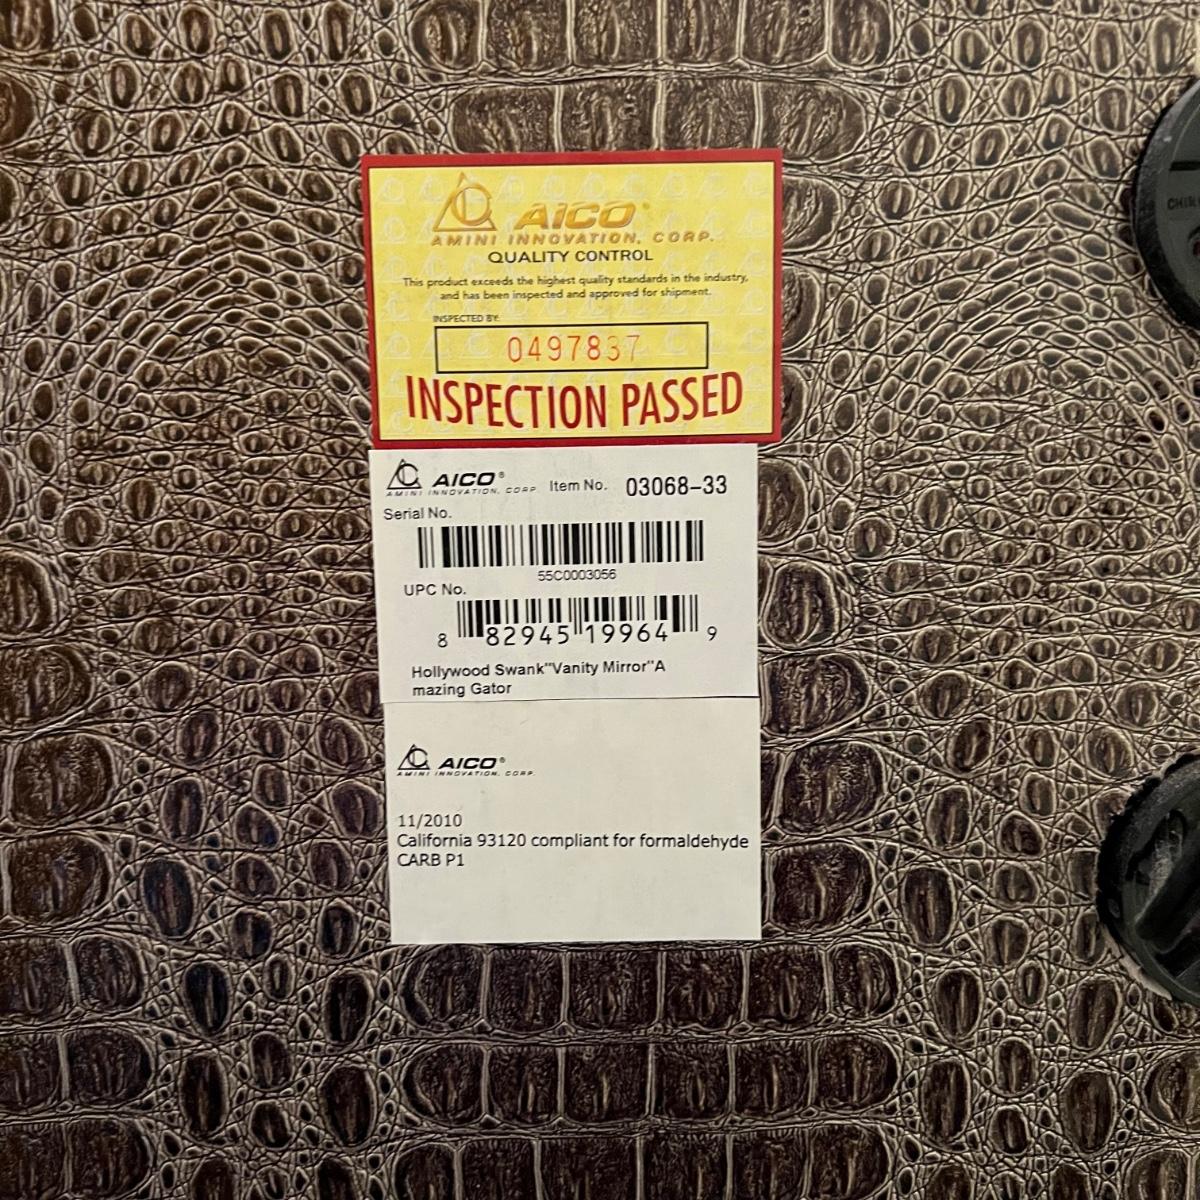 AICO®
AMINI INNOVATION, CORP.
QUALITY CONTROL
This product exceeds the highest quality standards in the industry,
and has been inspected and approved for shipment.
INSPECTED BY:
0497837
INSPECTION PASSED
AICO® Item No. 03068-33
AMINI INNOVATION, CORP.
Serial No.
55C0003056
UPC No.
8 82945 19964 9
Hollywood Swank"Vanity Mirror"A
mazing Gator
AICO®
AMINI INNOVATION, CORP.
11/2010
California 93120 compliant for formaldehyde
CARB P1